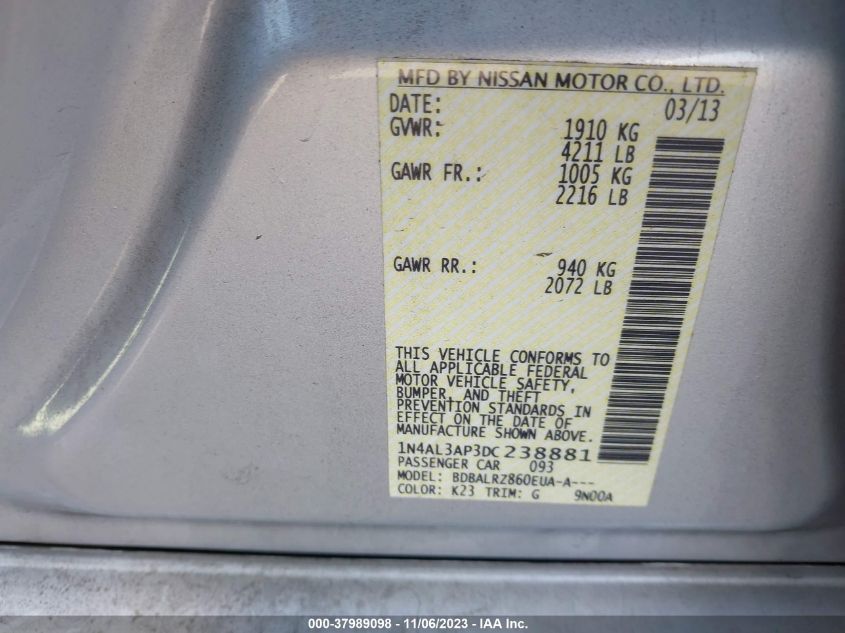 MFD BY NISSAN MOTOR CO., LTD.
DATE: 03/13
GVWR: 1910 KG
4211 LB
GAWR FR.: 1005 KG
2216 LB
GAWR RR.: 940 KG
2072 LB
THIS VEHICLE CONFORMS TO
ALL APPLICABLE FEDERAL
MOTOR VEHICLE SAFETY,
BUMPER, AND THEFT
PREVENTION STANDARDS IN
EFFECT ON THE DATE OF
MANUFACTURE SHOWN ABOVE.
1N4AL3AP3DC238881
PASSENGER CAR 093
MODEL: BDBALRZ860EUA-A---
COLOR: K23 TRIM: G 9N00A
000-37989098 - 11/06/2023 - IAA Inc.